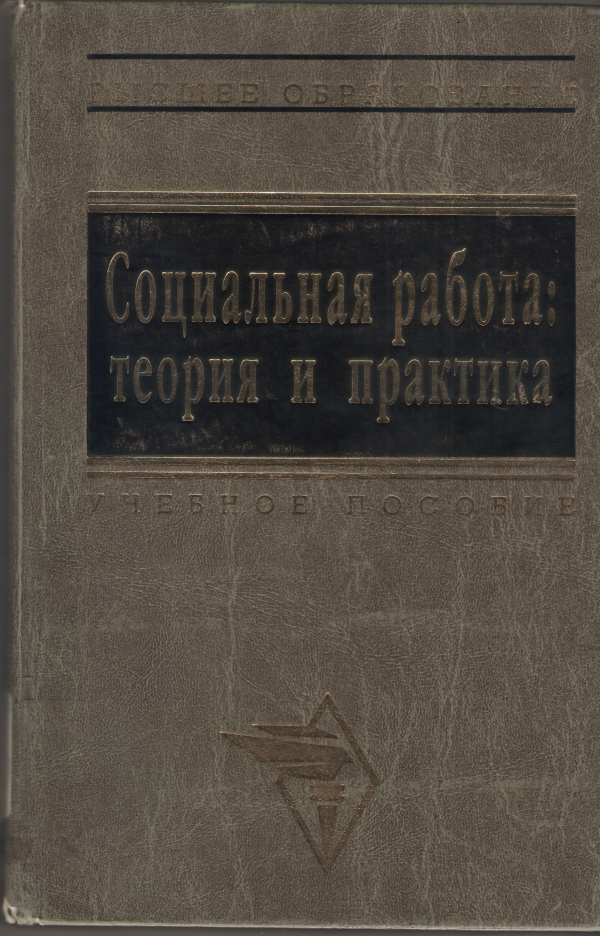 ВЫСШЕЕ ОБРАЗОВАНИЕ
Социальная работа:
теория и практика
УЧЕБНОЕ ПОСОБИЕ